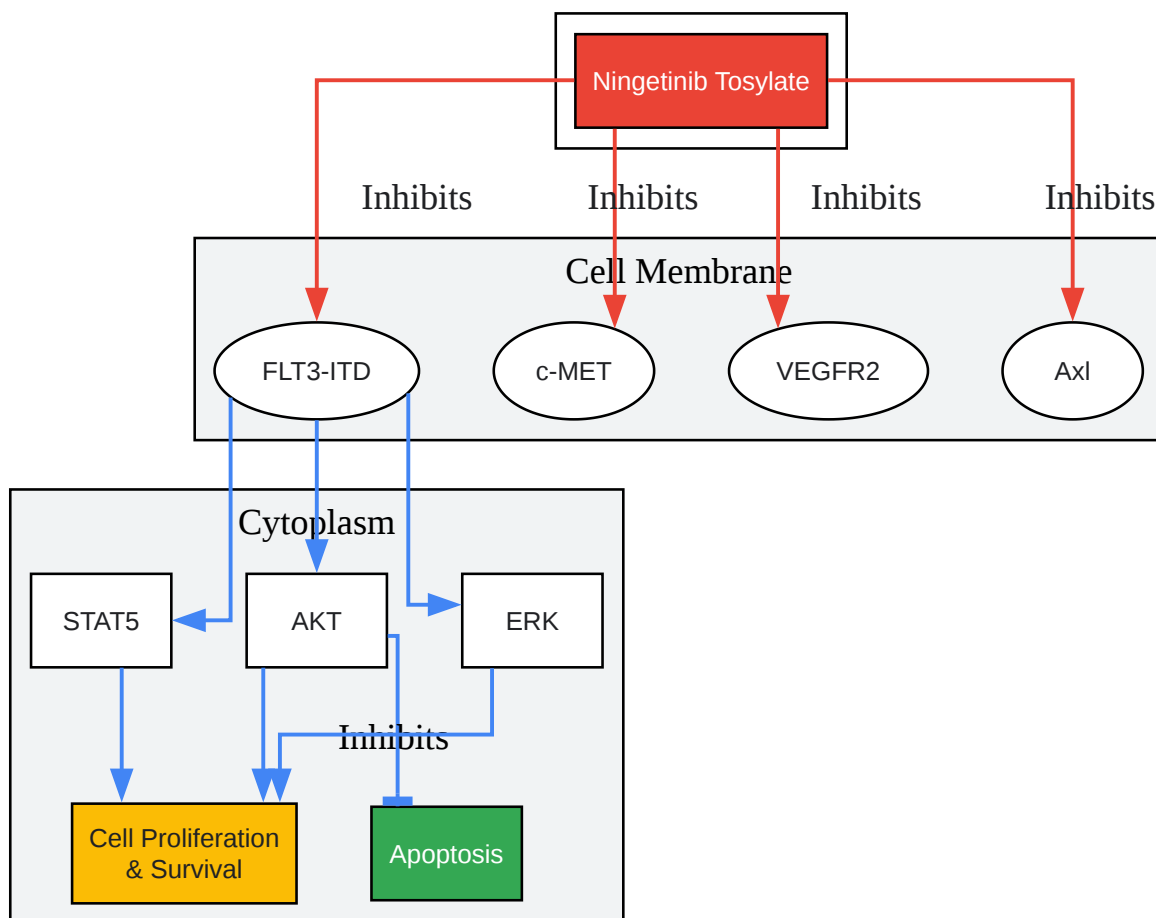 Ningetinib Tosylate
Inhibits
Inhibits
Inhibits
Inhibits
Cell Membrane
FLT3-ITD
c-MET
VEGFR2
Axl
Cytoplasm
STAT5
AKT
ERK
Inhibits
Cell Proliferation
& Survival
Apoptosis